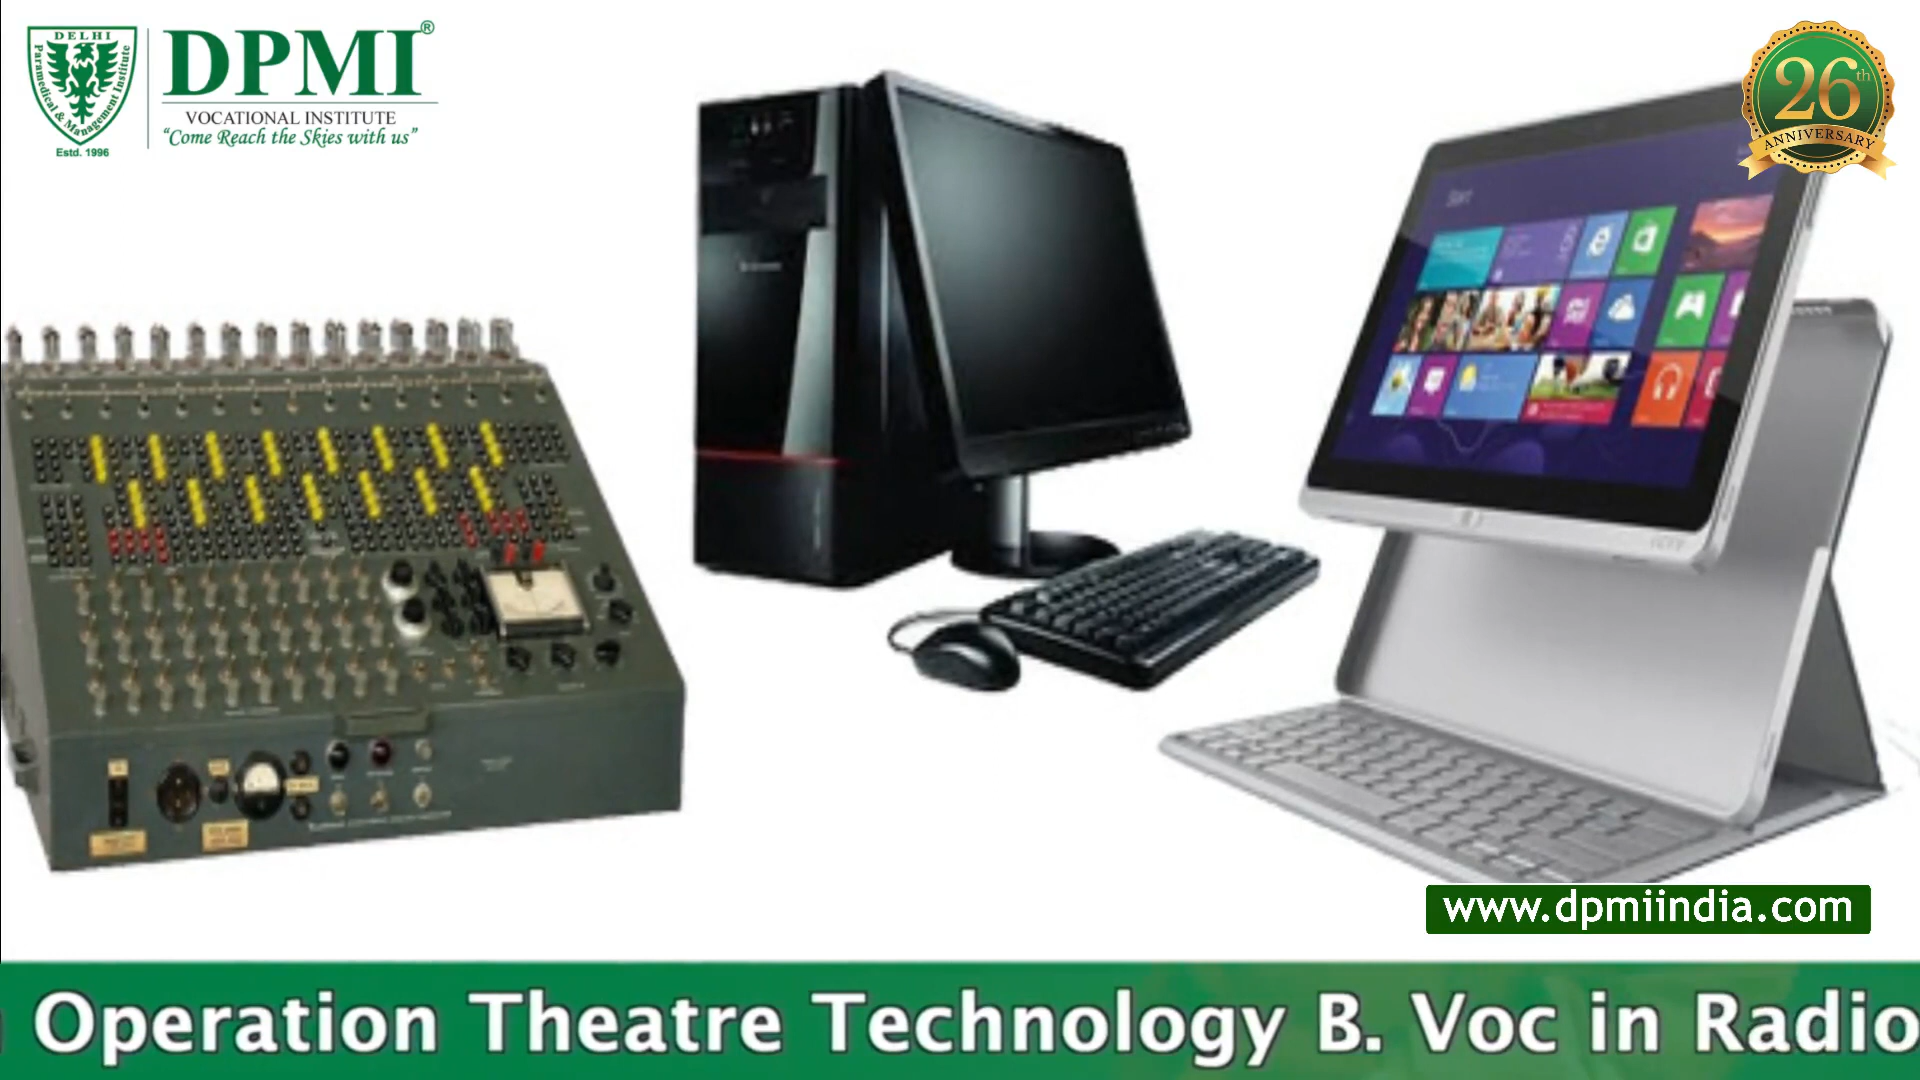 DELHI
Paramedical & Management Institute
Estd. 1996
DPMI®
VOCATIONAL INSTITUTE
“Come Reach the Skies with us”
26th
ANNIVERSARY
Start
www.dpmiindia.com
Operation Theatre Technology B. Voc in Radio